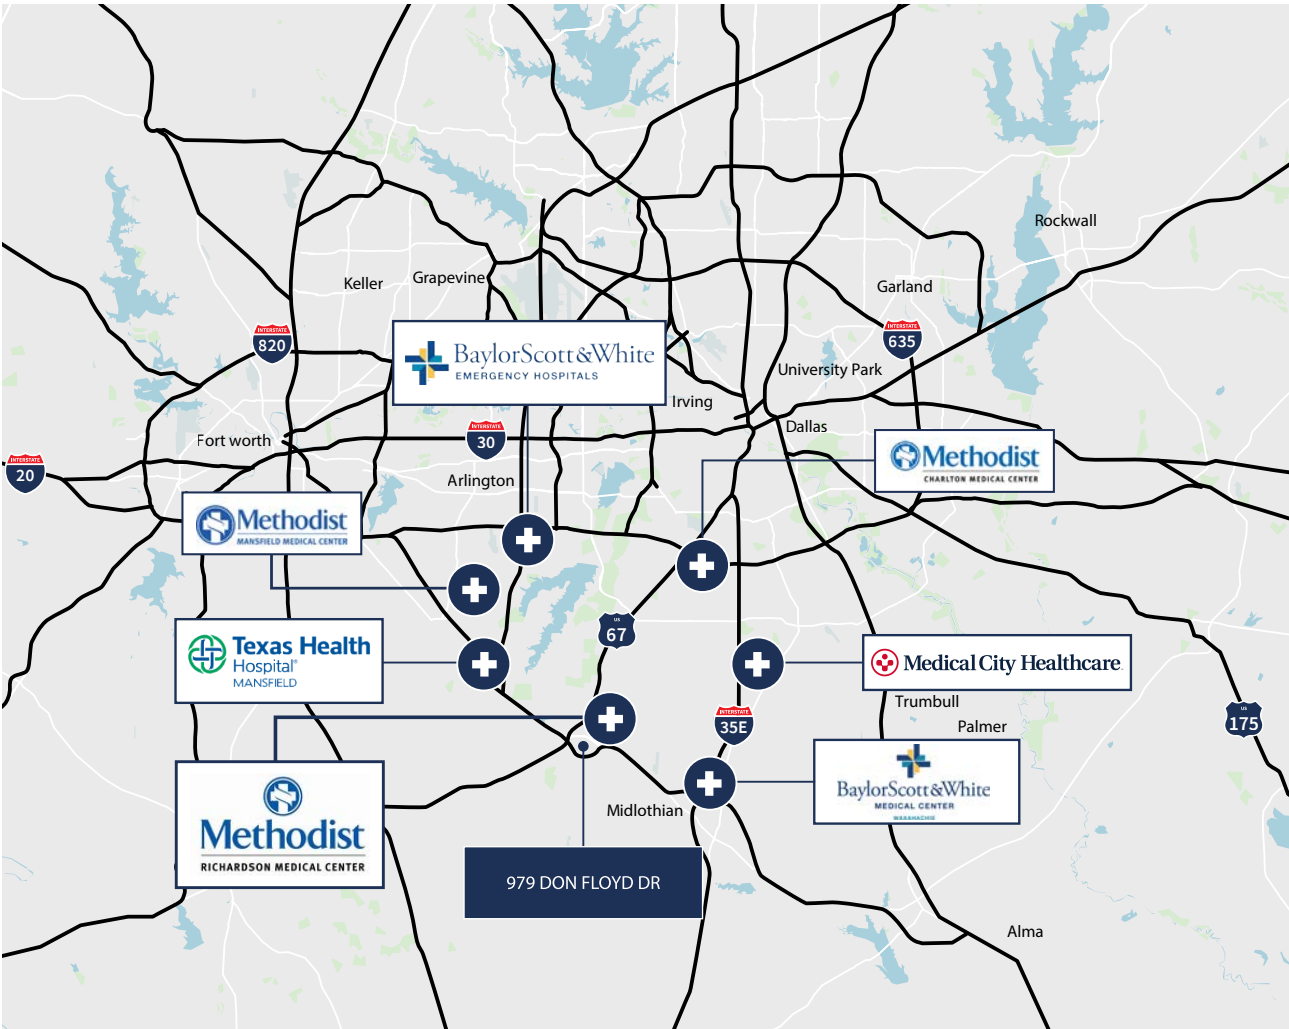 Rockwall
Keller
Grapevine
Garland
INTERSTATE
820
INTERSTATE
635
BaylorScott&White
EMERGENCY HOSPITALS
University Park
Irving
Dallas
Fort worth
INTERSTATE
30
INTERSTATE
20
Arlington
Methodist
CHARLTON MEDICAL CENTER
Methodist
MANSFIELD MEDICAL CENTER
US
67
Texas Health
Hospital®
MANSFIELD
Medical City Healthcare
Trumbull
Palmer
INTERSTATE
35E
US
175
BaylorScott&White
MEDICAL CENTER
WAXAHACHIE
Midlothian
Methodist
RICHARDSON MEDICAL CENTER
979 DON FLOYD DR
Alma